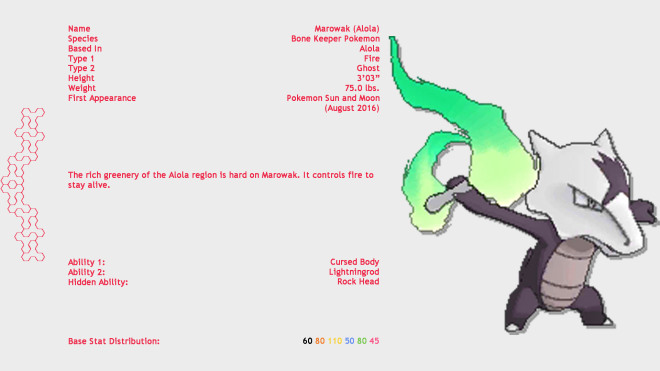 Name Marowak (Alola)
Species Bone Keeper Pokemon
Based In Alola
Type 1 Fire
Type 2 Ghost
Height 3'03"
Weight 75.0 lbs.
First Appearance Pokemon Sun and Moon
(August 2016)
The rich greenery of the Alola region is hard on Marowak. It controls fire to
stay alive.
Ability 1: Cursed Body
Ability 2: Lightningrod
Hidden Ability: Rock Head
Base Stat Distribution: 60 80 110 50 80 45